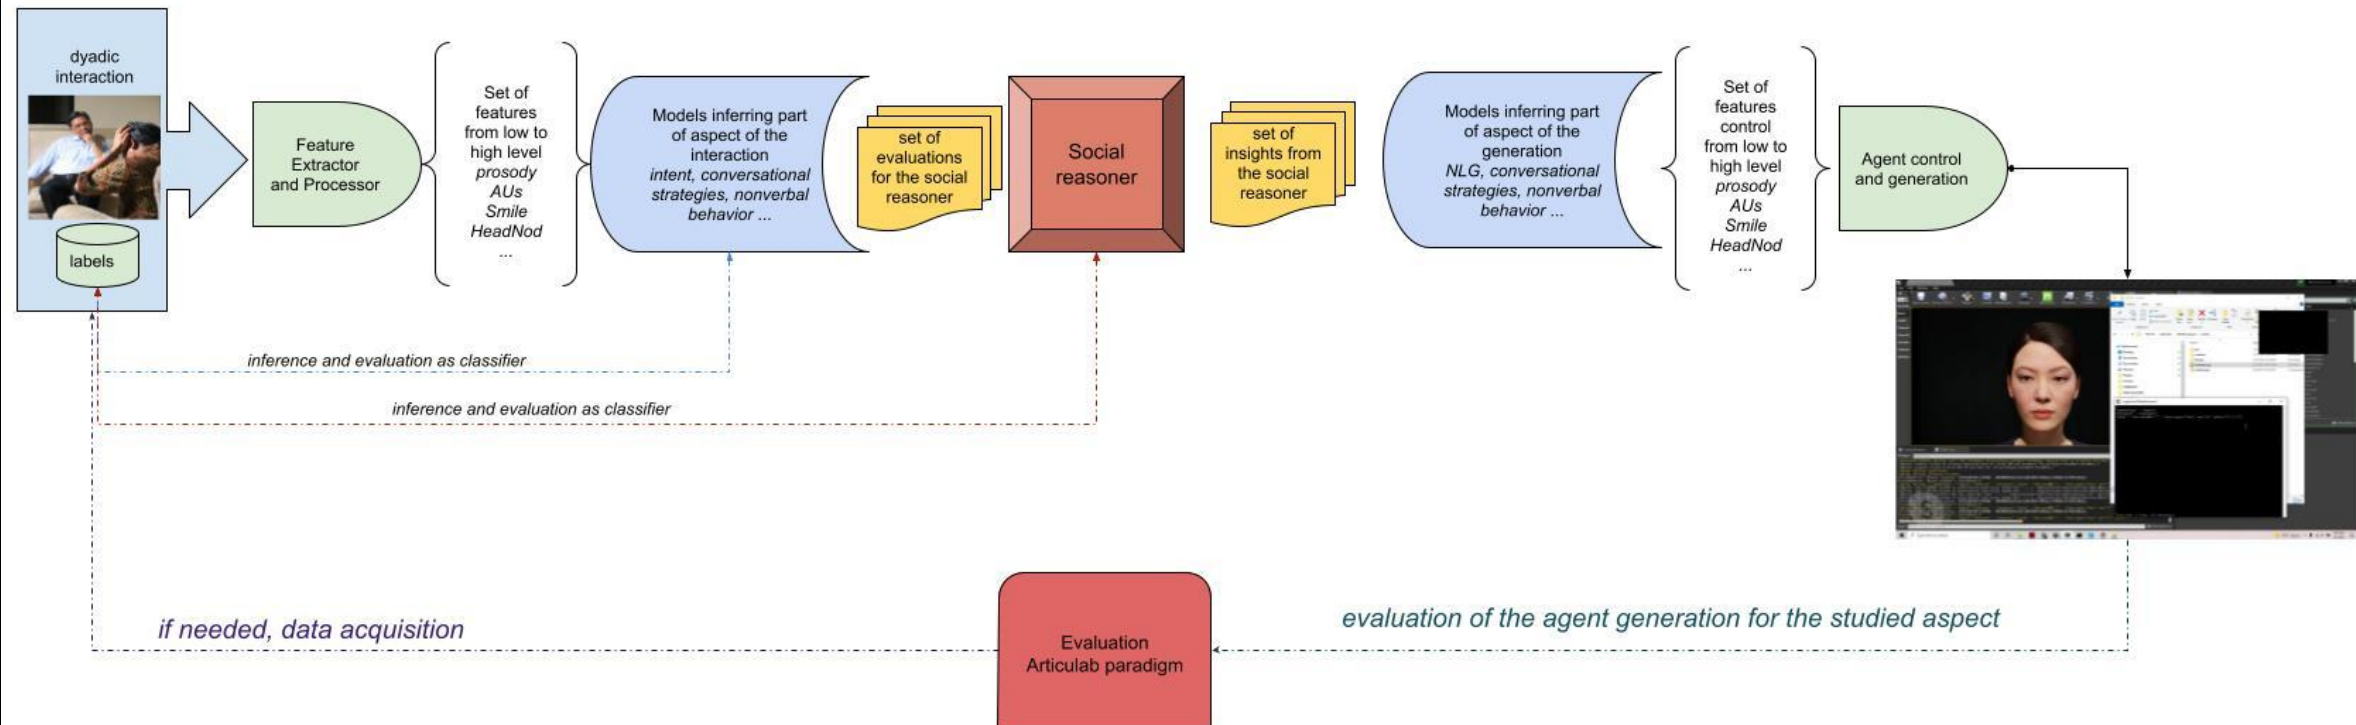 dyadic
interaction
labels
Feature
Extractor
and Processor
Set of
features
from low to
high level
prosody
AUs
Smile
HeadNod
...
Models inferring part
of aspect of the
interaction
intent, conversational
strategies, nonverbal
behavior ...
set of
evaluations
for the social
reasoner
Social
reasoner
set of
insights from
the social
reasoner
Models inferring part
of aspect of the
generation
NLG, conversational
strategies, nonverbal
behavior ...
Set of
features
control
from low to
high level
prosody
AUs
Smile
HeadNod
...
Agent control
and generation
inference and evaluation as classifier
inference and evaluation as classifier
if needed, data acquisition
Evaluation
Articulab paradigm
evaluation of the agent generation for the studied aspect